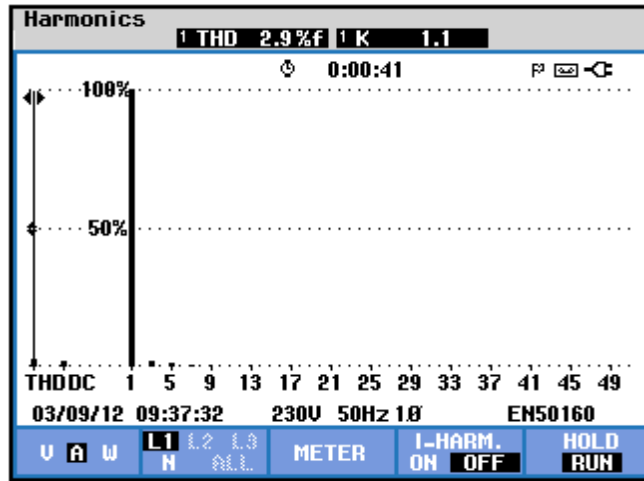 Harmonics
1 THD 2.9%f 1 K 1.1
0:00:41
100%
50%
THDDC 1 5 9 13 17 21 25 29 33 37 41 45 49
03/09/12 09:37:32 230V 50Hz 1Ø EN50160
V A W L1 L2 L3 N ALL METER I-HARM. ON OFF HOLD RUN